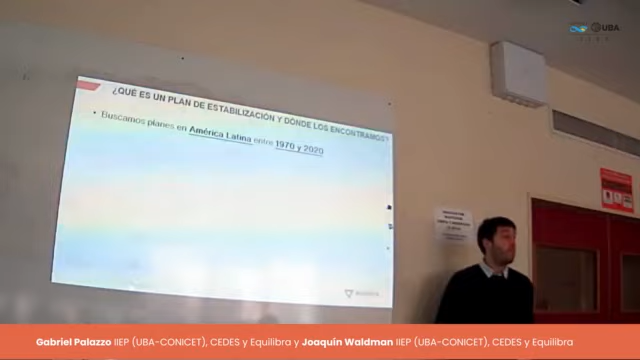 UBA
¿QUÉ ES UN PLAN DE ESTABILIZACIÓN Y DÓNDE LOS ENCONTRAMOS?
• Buscamos planes en América Latina entre 1970 y 2020
Gabriel Palazzo IIEP (UBA-CONICET), CEDES y Equilibra y Joaquín Waldman IIEP (UBA-CONICET), CEDES y Equilibra